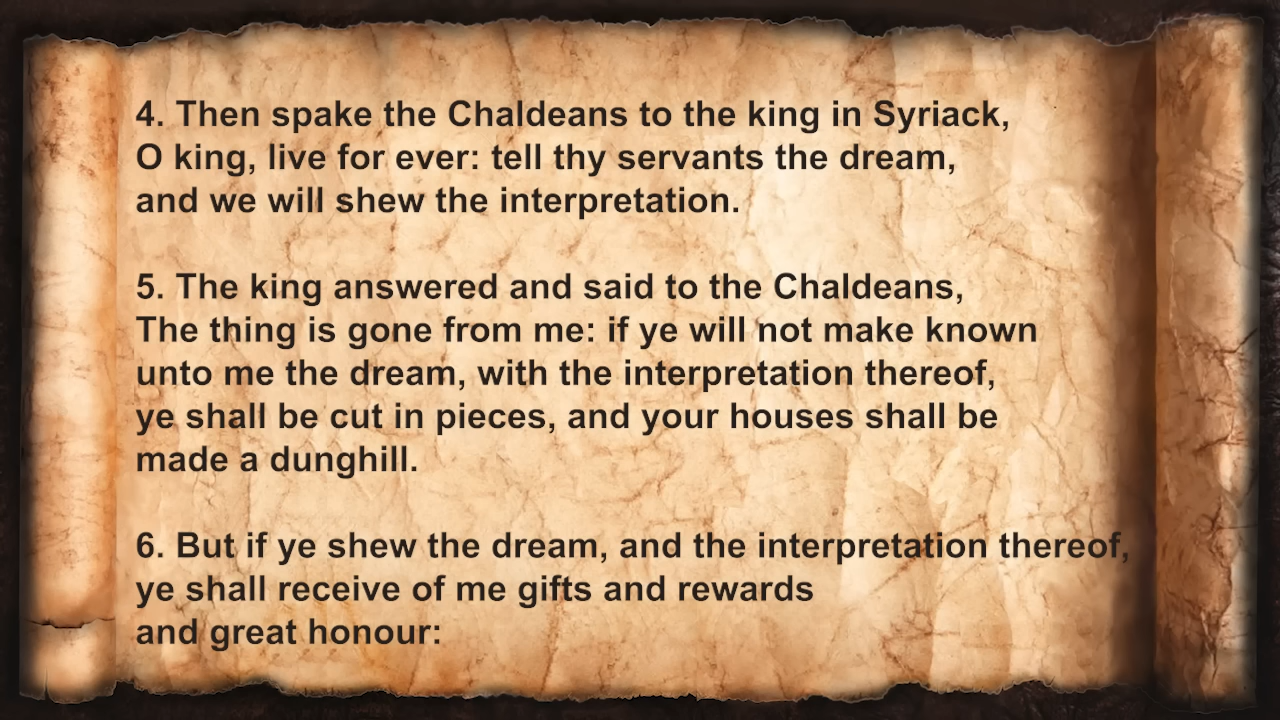 4. Then spake the Chaldeans to the king in Syriack,
O king, live for ever: tell thy servants the dream,
and we will shew the interpretation.
5. The king answered and said to the Chaldeans,
The thing is gone from me: if ye will not make known
unto me the dream, with the interpretation thereof,
ye shall be cut in pieces, and your houses shall be
made a dunghill.
6. But if ye shew the dream, and the interpretation thereof,
ye shall receive of me gifts and rewards
and great honour: